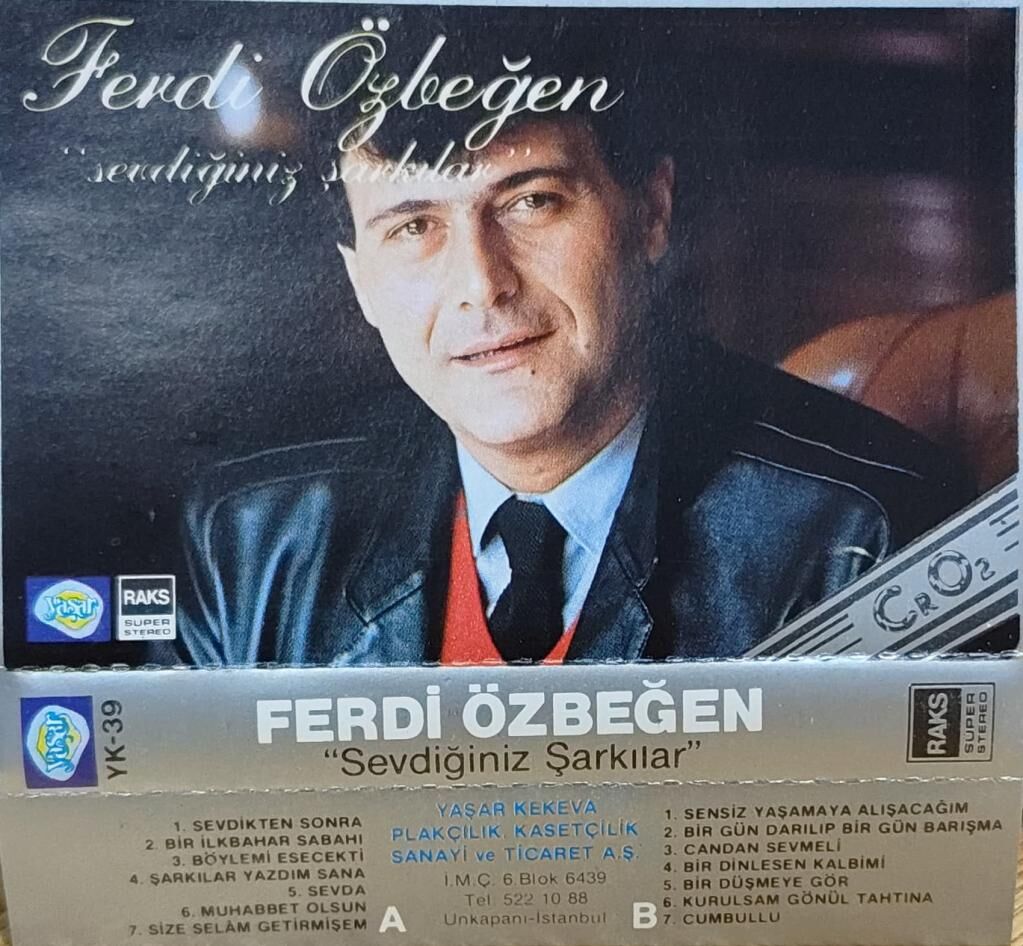 Ferdi Özbeğen
"sevdiğiniz şarkılar"
yaşar
RAKS
SUPER
STEREO
CrO2
yaşar
YK-39
FERDİ ÖZBEĞEN
"Sevdiğiniz Şarkılar"
RAKS
SUPER
STEREO
1. SEVDİKTEN SONRA
2. BİR İLKBAHAR SABAHI
3. BÖYLEMİ ESECEKTİ
4. ŞARKILAR YAZDIM SANA
5. SEVDA
6. MUHABBET OLSUN
7. SİZE SELÂM GETİRMİŞEM
A
YAŞAR KEKEVA
PLAKÇILIK, KASETÇİLİK
SANAYİ ve TİCARET A.Ş.
İ.M.Ç. 6.Blok 6439
Tel: 522 10 88
Unkapanı-İstanbul
B
1. SENSİZ YAŞAMAYA ALIŞACAĞIM
2. BİR GÜN DARILIP BİR GÜN BARIŞMA
3. CANDAN SEVMELİ
4. BİR DİNLESEN KALBİMİ
5. BİR DÜŞMEYE GÖR
6. KURULSAM GÖNÜL TAHTINA
7. CUMBULLU